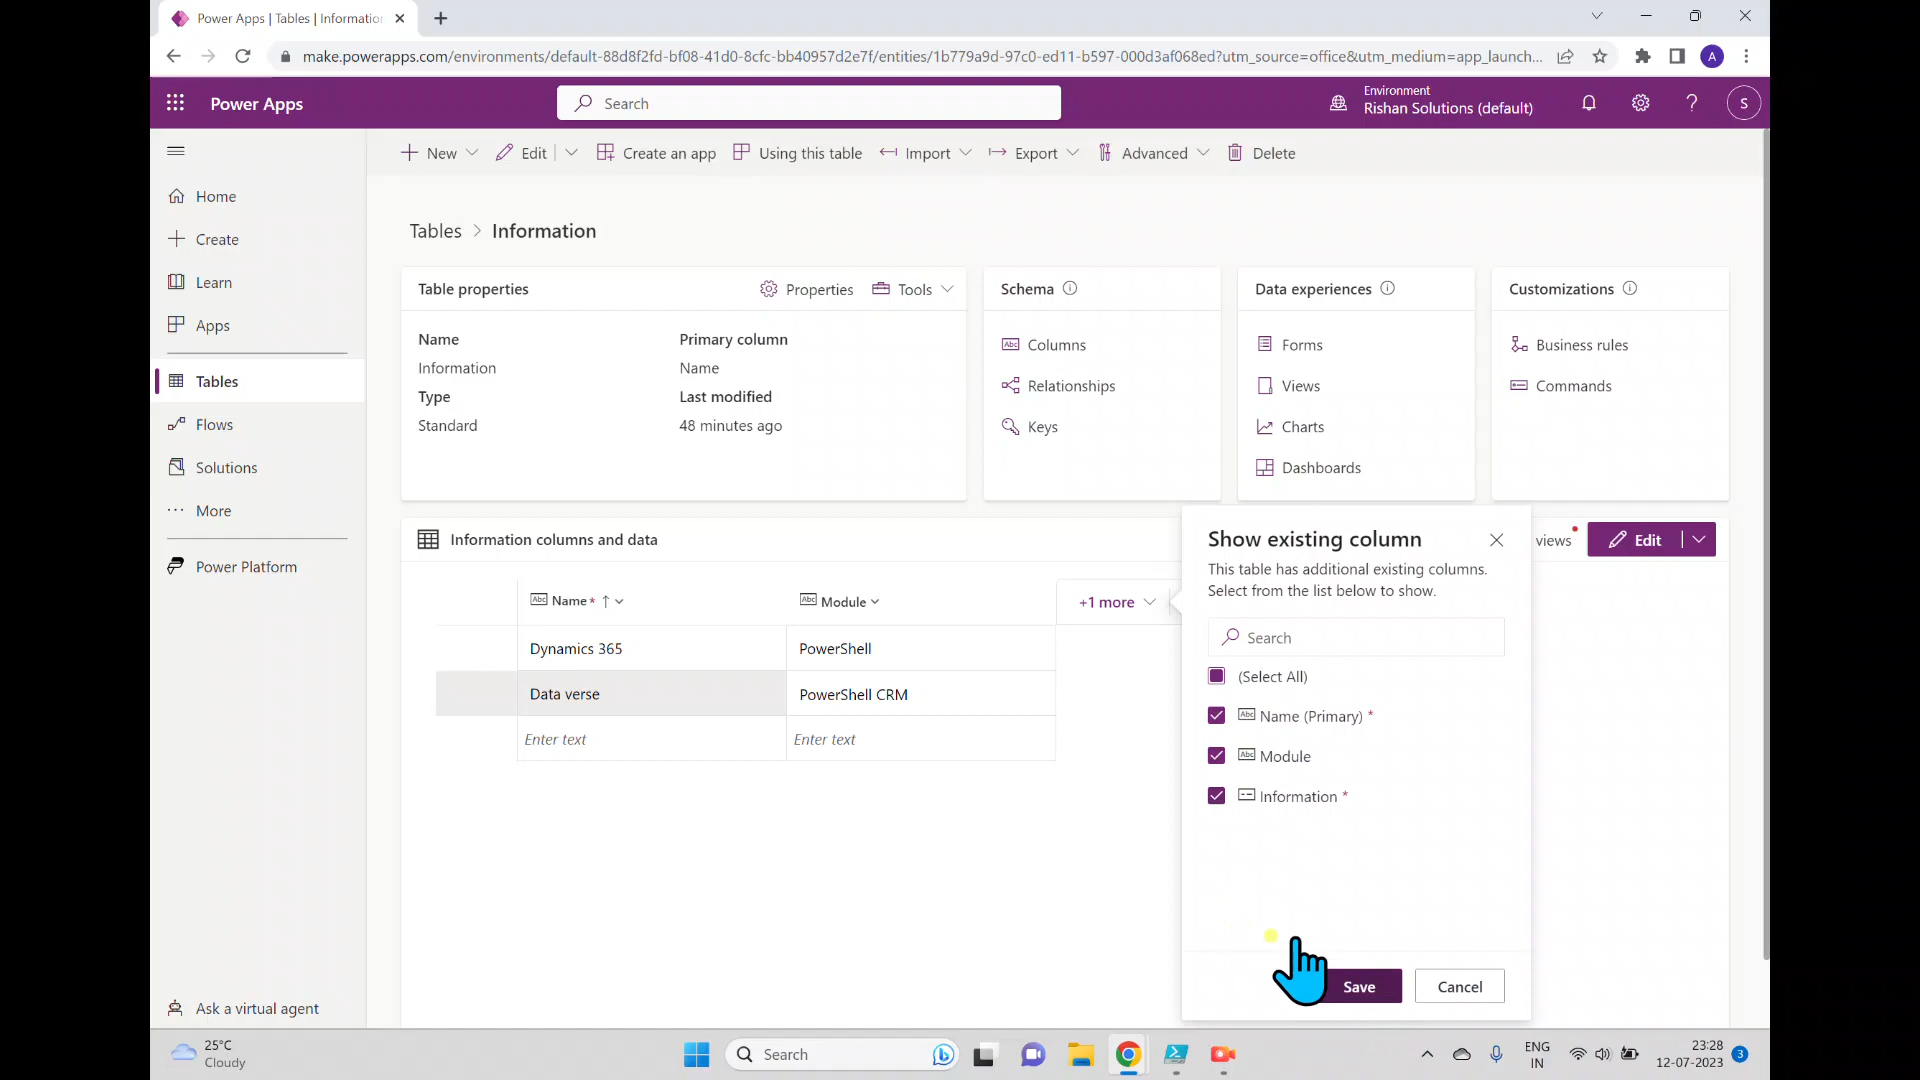 Power Apps | Tables | Information
make.powerapps.com/environments/default-88d8f2fd-bf08-41d0-8cfc-bb40957d2e7f/entities/1b779a9d-97c0-ed11-b597-000d3af068ed?utm_source=office&utm_medium=app_launch...
A
Power Apps
Search
Environment
Rishan Solutions (default)
?
S
New
Edit
Create an app
Using this table
Import
Export
Advanced
Delete
Home
Create
Learn
Apps
Tables
Flows
Solutions
More
Power Platform
Ask a virtual agent
Tables > Information
Table properties
Properties
Tools
Name
Information
Type
Standard
Primary column
Name
Last modified
48 minutes ago
Schema
Columns
Relationships
Keys
Data experiences
Forms
Views
Charts
Dashboards
Customizations
Business rules
Commands
Information columns and data
views
Edit
Abc Name * ↑
Abc Module
+1 more
Dynamics 365
PowerShell
Data verse
PowerShell CRM
Enter text
Enter text
Show existing column
This table has additional existing columns.
Select from the list below to show.
Search
(Select All)
Abc Name (Primary) *
Abc Module
Information *
Save
Cancel
25°C
Cloudy
Search
ENG
IN
23:28
12-07-2023
3